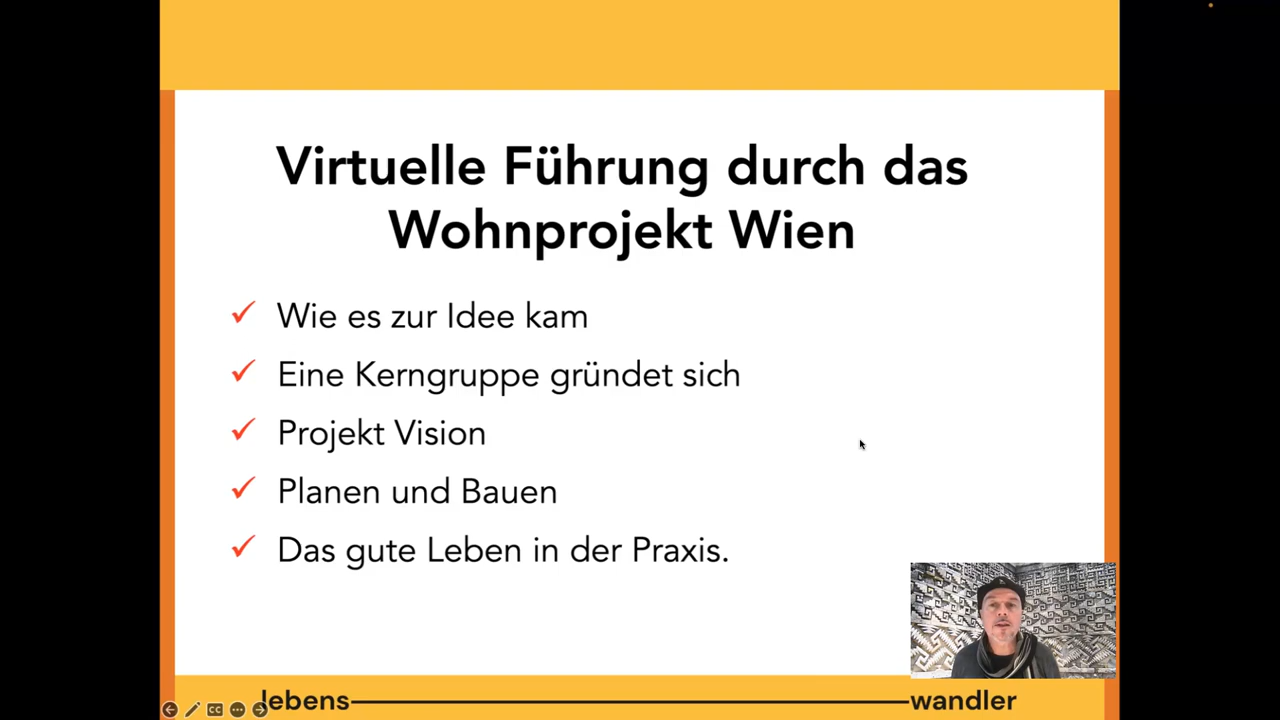 Virtuelle Führung durch das
Wohnprojekt Wien
Wie es zur Idee kam
Eine Kerngruppe gründet sich
Projekt Vision
Planen und Bauen
Das gute Leben in der Praxis.
lebens wandler
CC